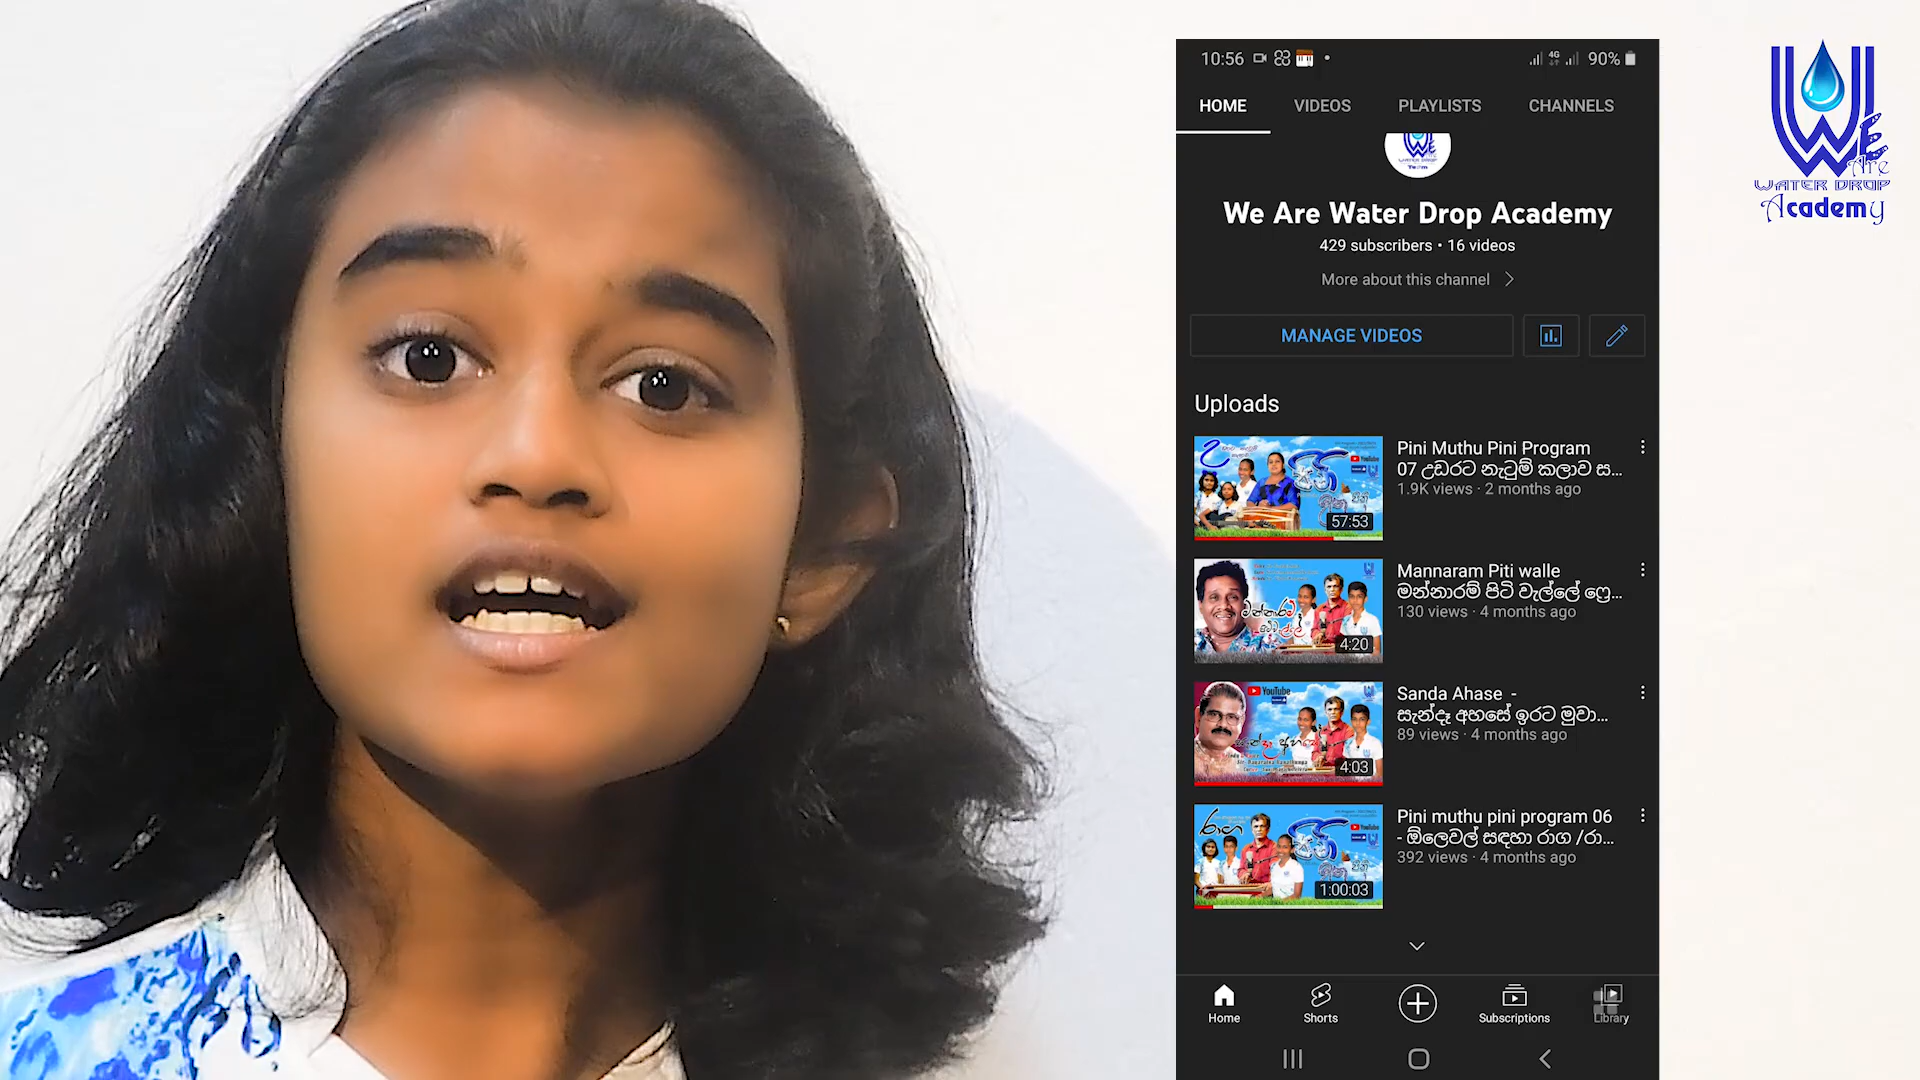 10:56 4G 90%
HOME VIDEOS PLAYLISTS CHANNELS
We Are Water Drop Academy
429 subscribers • 16 videos
More about this channel
MANAGE VIDEOS
Uploads
Pini Muthu Pini Program
07 උඩරට නැටුම් කලාව ස...
1.9K views · 2 months ago
57:53
Mannaram Piti walle
මන්නාරම් පිටි වැල්ලේ ෆ්‍රෙ...
130 views · 4 months ago
4:20
YouTube
Sanda Ahase -
සැන්දෑ අහසේ ඉරට මුවා...
89 views · 4 months ago
4:03
රාග
Pini muthu pini program 06
- ඕලෙවල් සඳහා රාග /රා...
392 views · 4 months ago
1:00:03
Home Shorts Subscriptions Library
WE
Are
WATER DROP
Academy